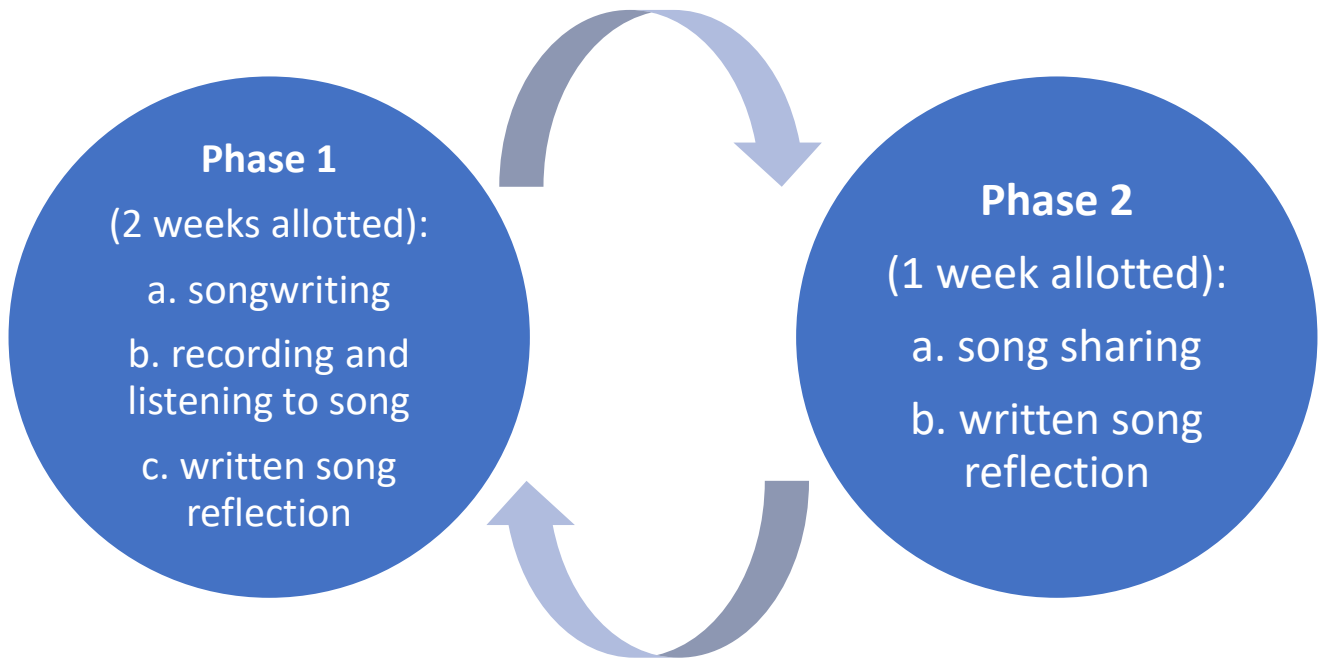 Phase 1
(2 weeks allotted):
a. songwriting
b. recording and
listening to song
c. written song
reflection
Phase 2
(1 week allotted):
a. song sharing
b. written song
reflection